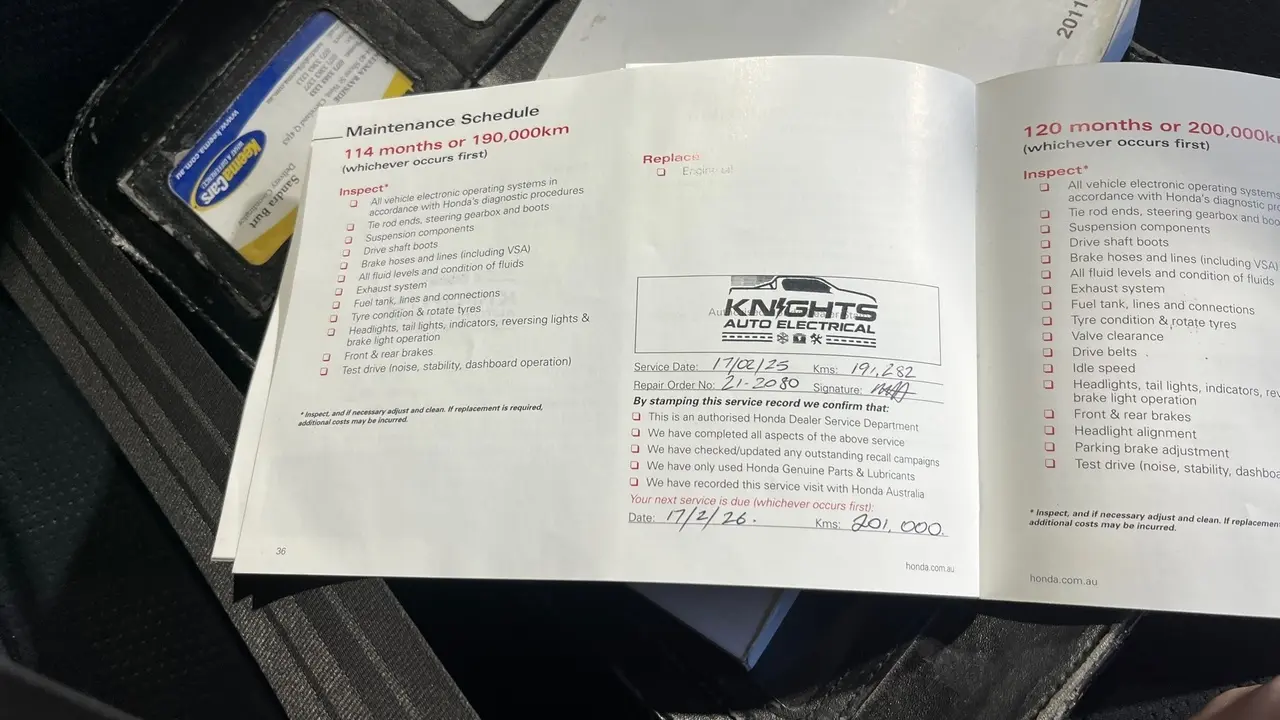 2011
www.keema.com.au
Keema Cars
Sandra Burt
Maintenance Schedule
114 months or 190,000km
(whichever occurs first)
Inspect*
All vehicle electronic operating systems in
accordance with Honda's diagnostic procedures
Tie rod ends, steering gearbox and boots
Suspension components
Drive shaft boots
Brake hoses and lines (including VSA)
All fluid levels and condition of fluids
Exhaust system
Fuel tank, lines and connections
Tyre condition & rotate tyres
Headlights, tail lights, indicators, reversing lights &
brake light operation
Front & rear brakes
Test drive (noise, stability, dashboard operation)
* Inspect, and if necessary adjust and clean. If replacement is required,
additional costs may be incurred.
36
Replace
Engine oil
KNIGHTS
AUTO ELECTRICAL
Service Date: 17/02/25 Kms: 191,282
Repair Order No: 21-2080 Signature:
By stamping this service record we confirm that:
This is an authorised Honda Dealer Service Department
We have completed all aspects of the above service
We have checked/updated any outstanding recall campaigns
We have only used Honda Genuine Parts & Lubricants
We have recorded this service visit with Honda Australia
Your next service is due (whichever occurs first):
Date: 17/2/26. Kms: 201,000.
honda.com.au
120 months or 200,000k
(whichever occurs first)
Inspect*
All vehicle electronic operating systems
accordance with Honda's diagnostic pro
Tie rod ends, steering gearbox and boo
Suspension components
Drive shaft boots
Brake hoses and lines (including VSA)
All fluid levels and condition of fluids
Exhaust system
Fuel tank, lines and connections
Tyre condition & rotate tyres
Valve clearance
Drive belts
Idle speed
Headlights, tail lights, indicators, rev
brake light operation
Front & rear brakes
Headlight alignment
Parking brake adjustment
Test drive (noise, stability, dashboa
* Inspect, and if necessary adjust and clean. If replacement
additional costs may be incurred.
honda.com.au